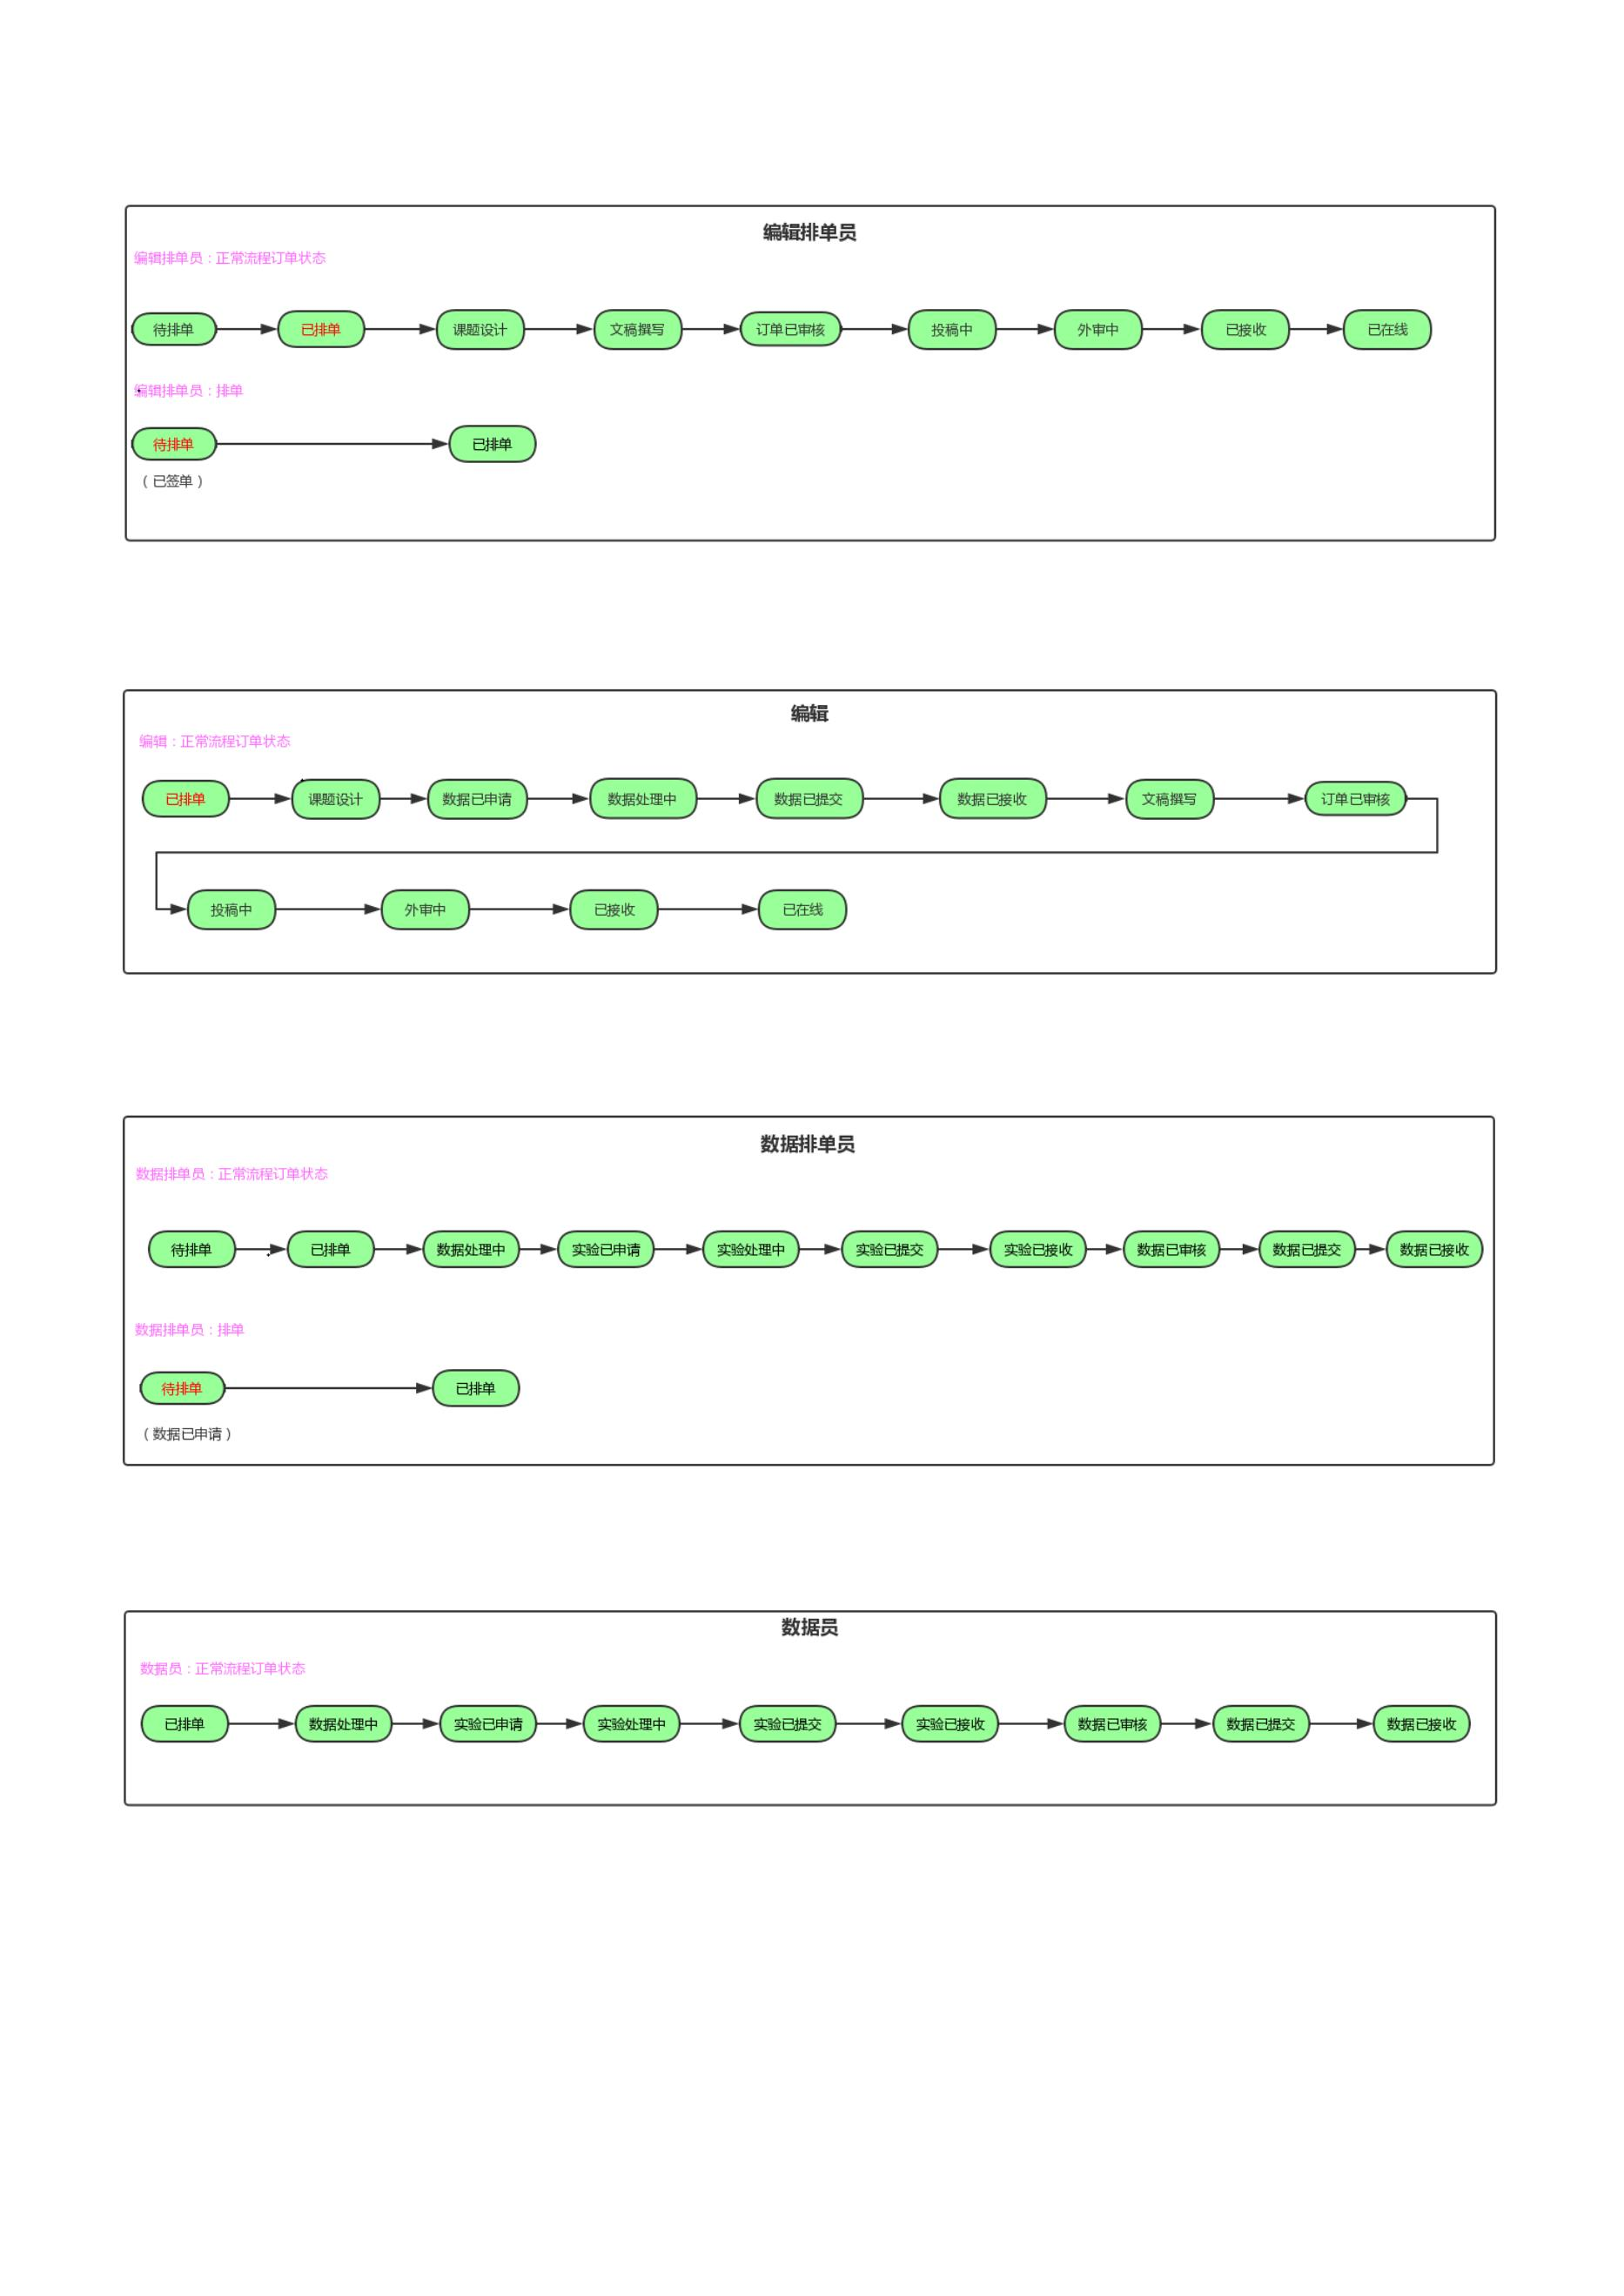 编辑排单员
编辑排单员：正常流程订单状态
待排单 已排单 课题设计 文稿撰写 订单已审核 投稿中 外审中 已接收 已在线
编辑排单员：排单
待排单 已排单
（已签单）
编辑
编辑：正常流程订单状态
已排单 课题设计 数据已申请 数据处理中 数据已提交 数据已接收 文稿撰写 订单已审核
投稿中 外审中 已接收 已在线
数据排单员
数据排单员：正常流程订单状态
待排单 已排单 数据处理中 实验已申请 实验处理中 实验已提交 实验已接收 数据已审核 数据已提交 数据已接收
数据排单员：排单
待排单 已排单
（数据已申请）
数据员
数据员：正常流程订单状态
已排单 数据处理中 实验已申请 实验处理中 实验已提交 实验已接收 数据已审核 数据已提交 数据已接收